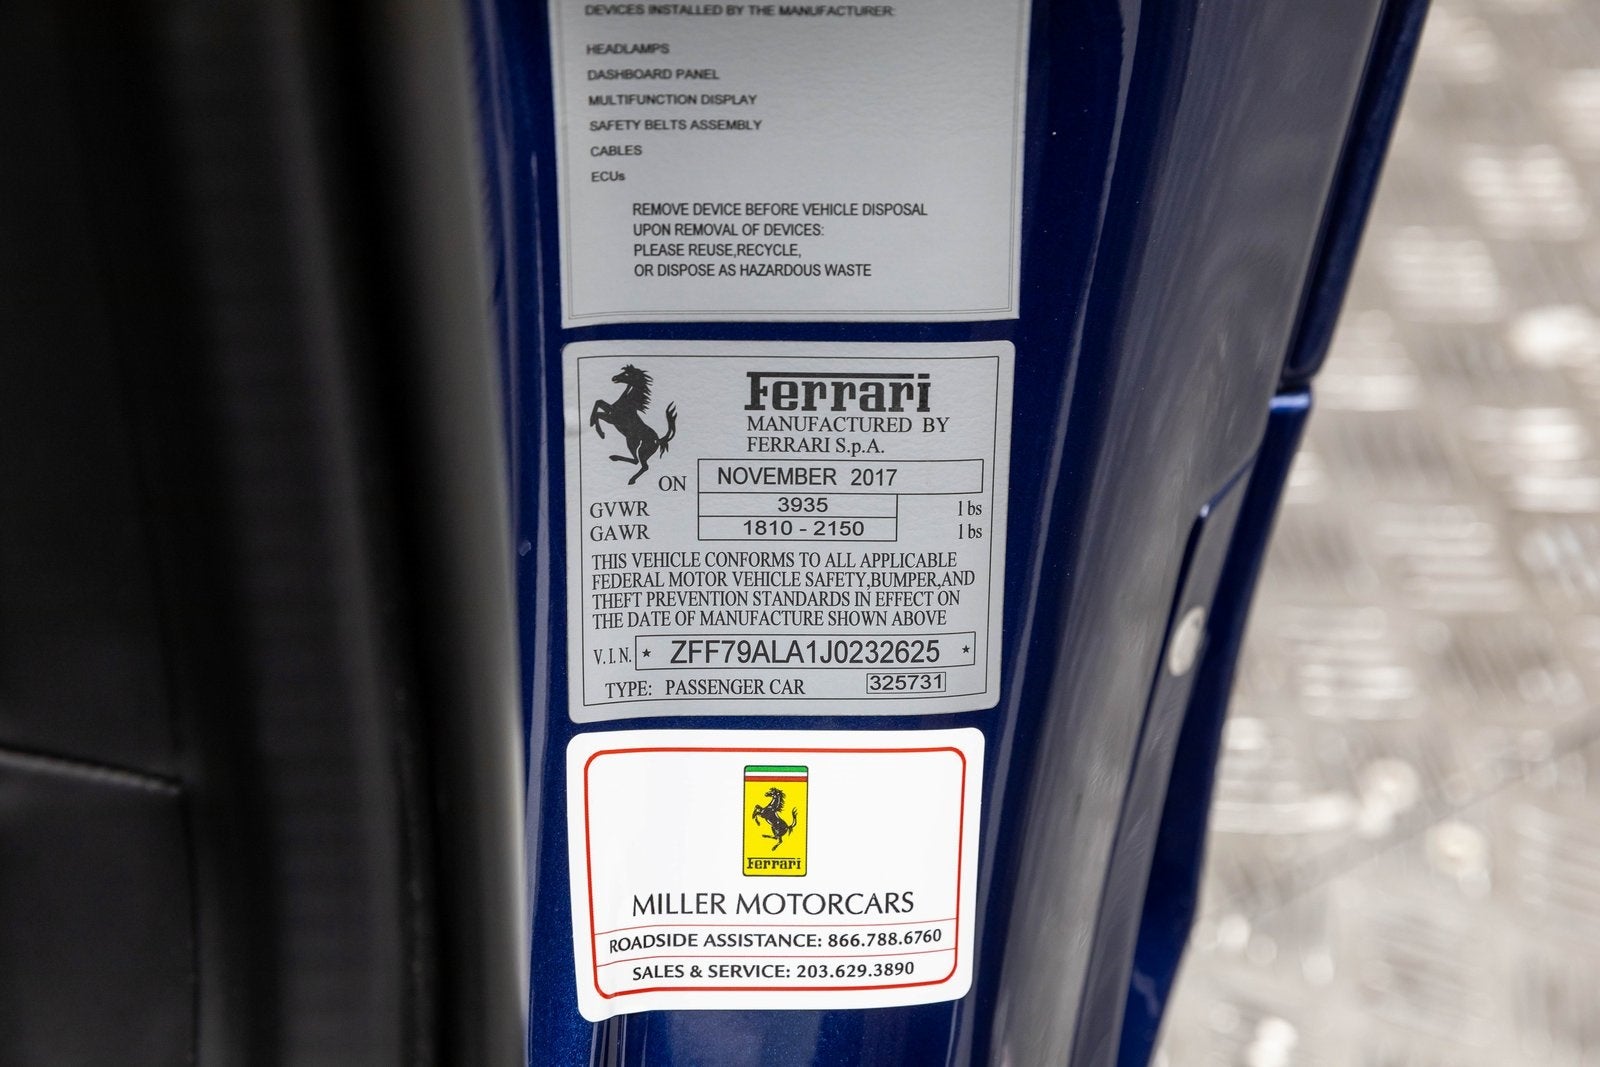 DEVICES INSTALLED BY THE MANUFACTURER:
HEADLAMPS
DASHBOARD PANEL
MULTIFUNCTION DISPLAY
SAFETY BELTS ASSEMBLY
CABLES
ECUs
REMOVE DEVICE BEFORE VEHICLE DISPOSAL
UPON REMOVAL OF DEVICES:
PLEASE REUSE,RECYCLE,
OR DISPOSE AS HAZARDOUS WASTE
Ferrari
MANUFACTURED BY
FERRARI S.p.A.
ON NOVEMBER 2017
GVWR 3935 lbs
GAWR 1810 - 2150 lbs
THIS VEHICLE CONFORMS TO ALL APPLICABLE
FEDERAL MOTOR VEHICLE SAFETY,BUMPER,AND
THEFT PREVENTION STANDARDS IN EFFECT ON
THE DATE OF MANUFACTURE SHOWN ABOVE
V.I.N. * ZFF79ALA1J0232625 *
TYPE: PASSENGER CAR 325731
Ferrari
MILLER MOTORCARS
ROADSIDE ASSISTANCE: 866.788.6760
SALES & SERVICE: 203.629.3890